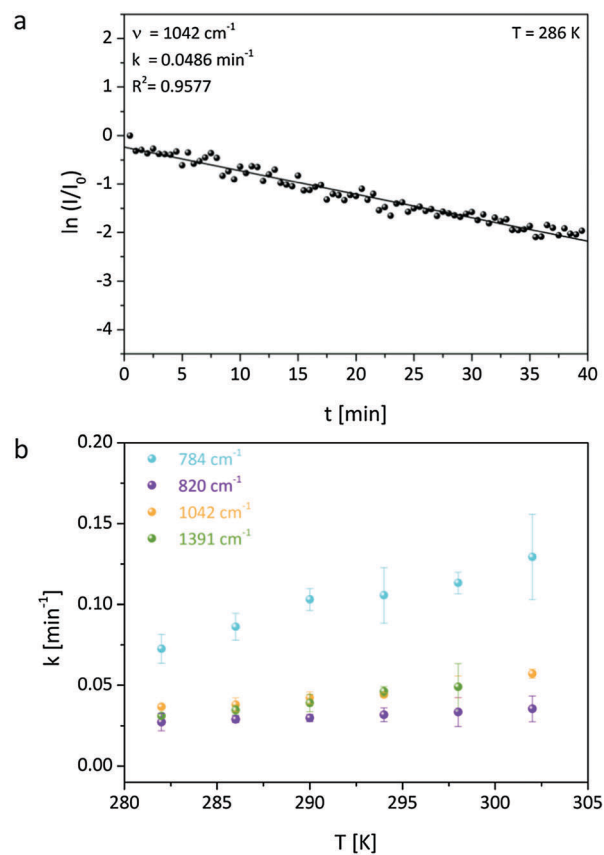 a
ν = 1042 cm⁻¹
T = 286 K
k = 0.0486 min⁻¹
R²= 0.9577
2
1
0
-1
-2
-3
-4
ln (I/I₀)
0 5 10 15 20 25 30 35 40
t [min]
b
784 cm⁻¹
820 cm⁻¹
1042 cm⁻¹
1391 cm⁻¹
0.20
0.15
0.10
0.05
0.00
k [min⁻¹]
280 285 290 295 300 305
T [K]